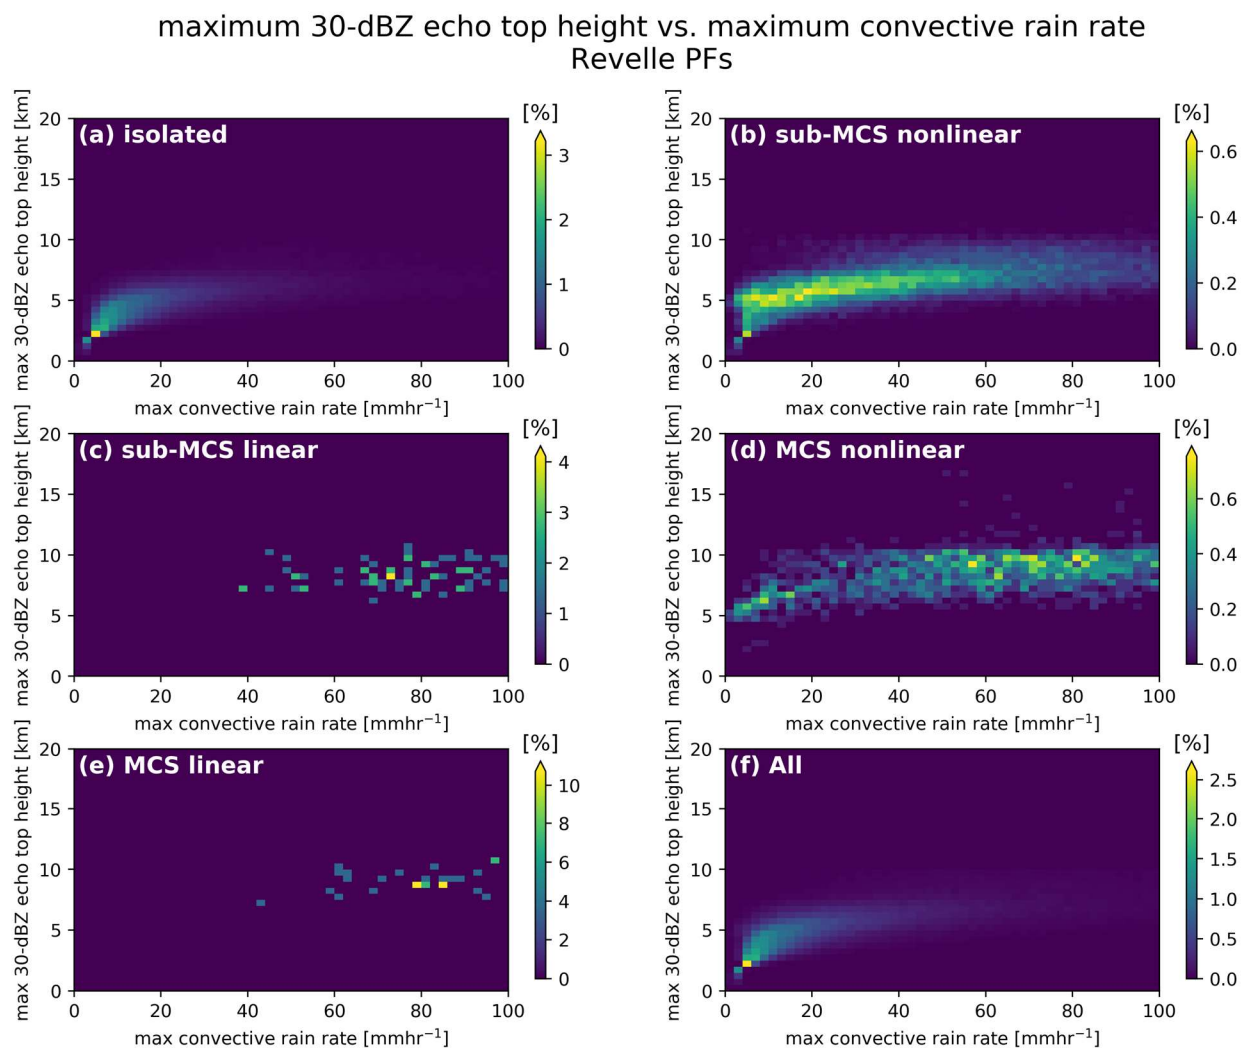 maximum 30-dBZ echo top height vs. maximum convective rain rate
Revelle PFs
max 30-dBZ echo top height [km]
20
15
10
5
0
(a) isolated
[%]
3
2
1
0
0 20 40 60 80 100
max convective rain rate [mmhr⁻¹]
max 30-dBZ echo top height [km]
20
15
10
5
0
(b) sub-MCS nonlinear
[%]
0.6
0.4
0.2
0.0
0 20 40 60 80 100
max convective rain rate [mmhr⁻¹]
max 30-dBZ echo top height [km]
20
15
10
5
0
(c) sub-MCS linear
[%]
4
3
2
1
0
0 20 40 60 80 100
max convective rain rate [mmhr⁻¹]
max 30-dBZ echo top height [km]
20
15
10
5
0
(d) MCS nonlinear
[%]
0.6
0.4
0.2
0.0
0 20 40 60 80 100
max convective rain rate [mmhr⁻¹]
max 30-dBZ echo top height [km]
20
15
10
5
0
(e) MCS linear
[%]
10
8
6
4
2
0
0 20 40 60 80 100
max convective rain rate [mmhr⁻¹]
max 30-dBZ echo top height [km]
20
15
10
5
0
(f) All
[%]
2.5
2.0
1.5
1.0
0.5
0.0
0 20 40 60 80 100
max convective rain rate [mmhr⁻¹]